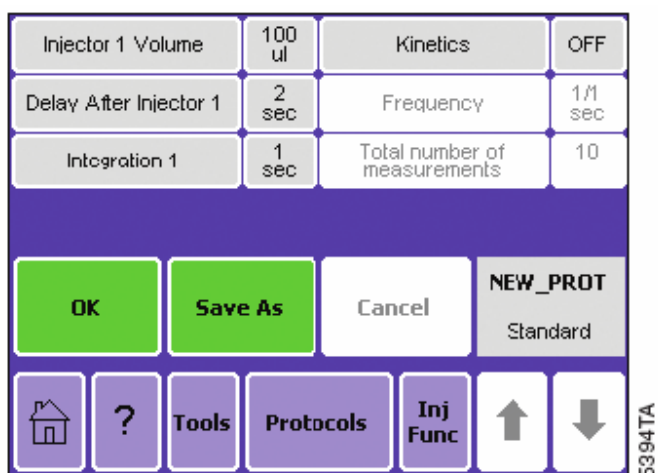 Injector 1 Volume
100
ul
Kinetics
OFF
Delay After Injector 1
2
sec
Frequency
1/1
sec
Integration 1
1
sec
Total number of
measurements
10
OK
Save As
Cancel
NEW_PROT
Standard
?
Tools
Protocols
Inj
Func
5394TA